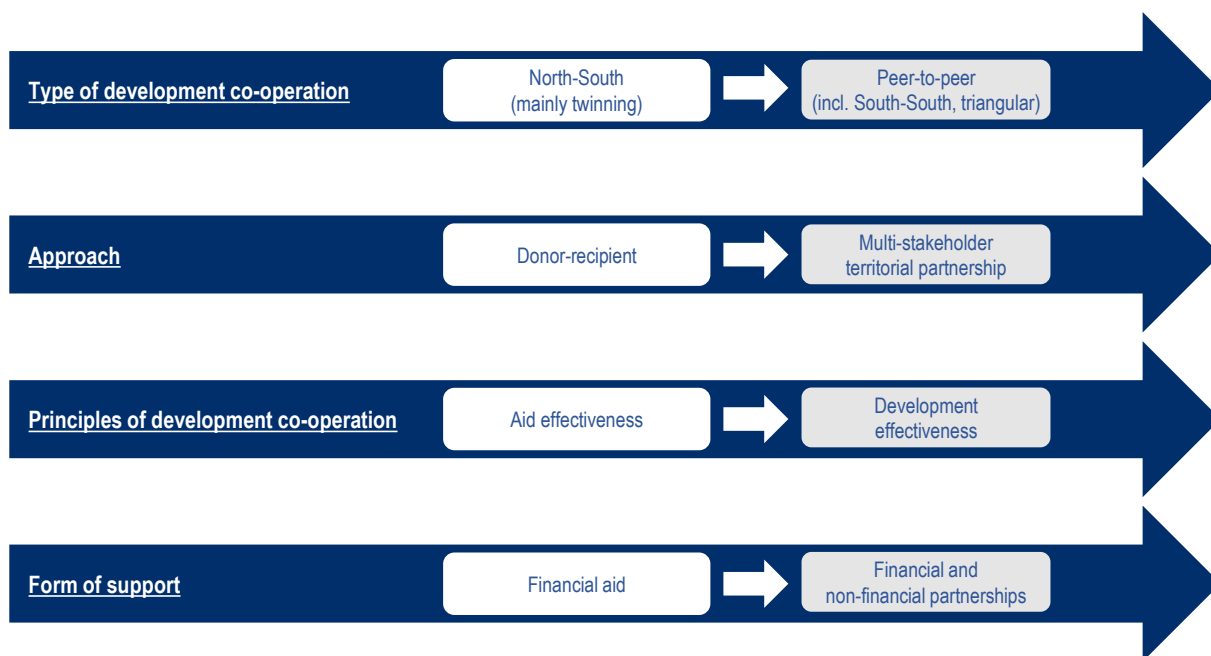 Type of development co-operation
North-South
(mainly twinning)
Peer-to-peer
(incl. South-South, triangular)
Approach
Donor-recipient
Multi-stakeholder
territorial partnership
Principles of development co-operation
Aid effectiveness
Development
effectiveness
Form of support
Financial aid
Financial and
non-financial partnerships